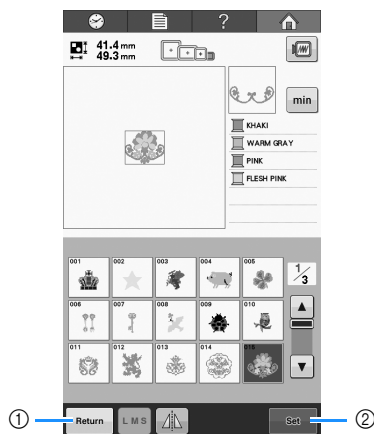 ?
41.4 mm
49.3 mm
min
KHAKI
WARM GRAY
PINK
FLESH PINK
001 002 003 004 005
1/3
006 007 008 009 010
011 012 013 014 015
① Return L M S Set ②